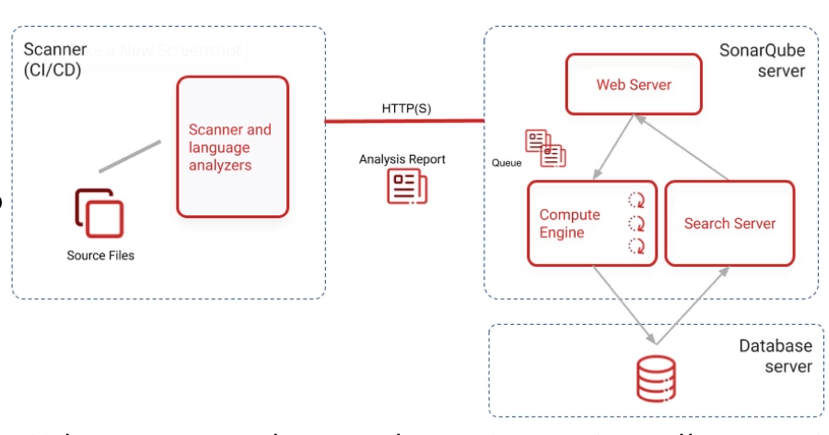 Scanner
(CI/CD)
a New Screenshot
Scanner and
language
analyzers
Source Files
HTTP(S)
Analysis Report
SonarQube
server
Web Server
Queue
Compute
Engine
Search Server
Database
server